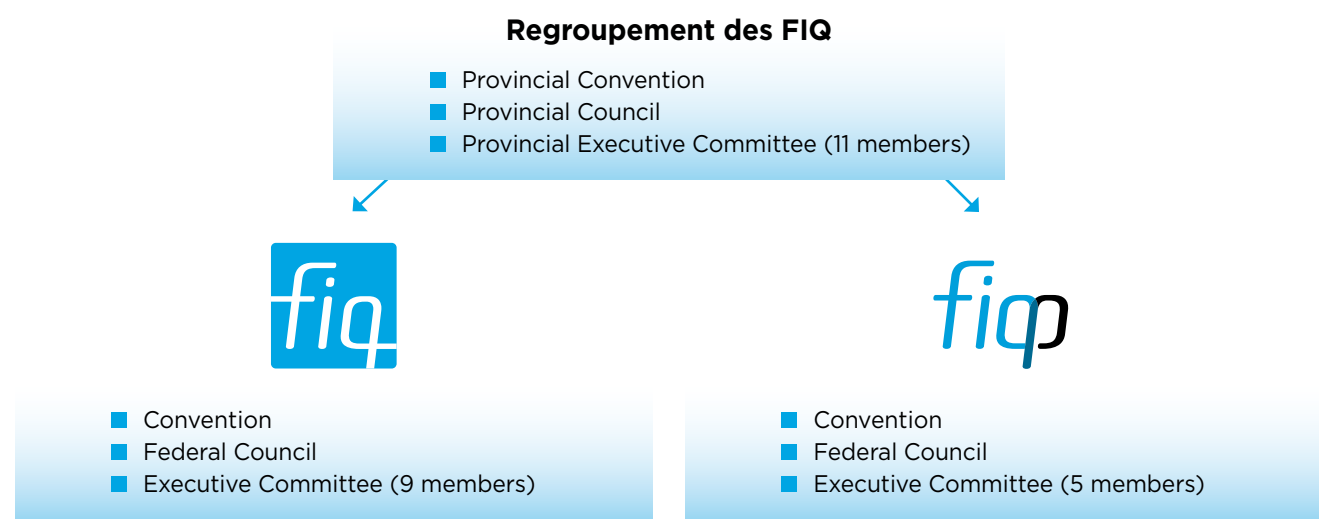 Regroupement des FIQ
Provincial Convention
Provincial Council
Provincial Executive Committee (11 members)
fiq
fiqp
Convention
Federal Council
Executive Committee (9 members)
Convention
Federal Council
Executive Committee (5 members)